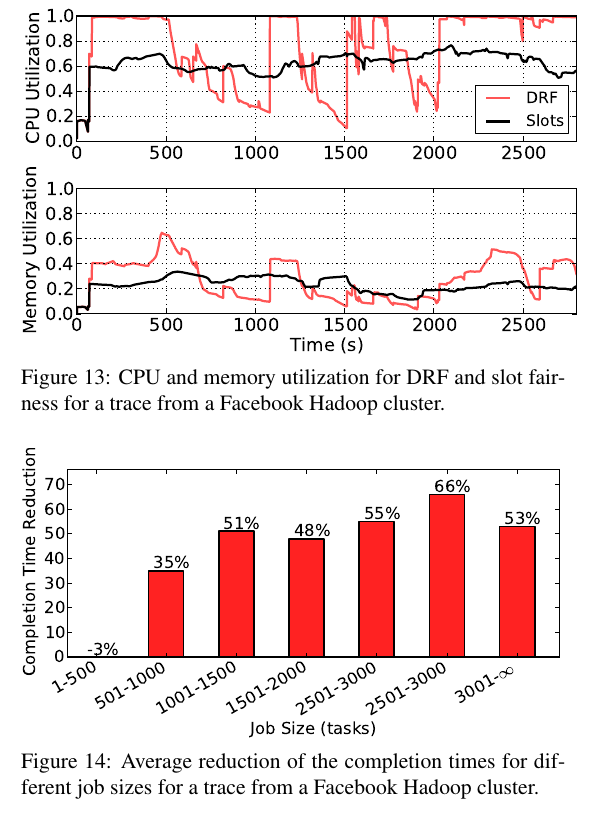 1.0
0.8
0.6
0.4
0.2
0.0
CPU Utilization
DRF
Slots
0 500 1000 1500 2000 2500
1.0
0.8
0.6
0.4
0.2
0.0
Memory Utilization
0 500 1000 1500 2000 2500
Time (s)
Figure 13: CPU and memory utilization for DRF and slot fair-
ness for a trace from a Facebook Hadoop cluster.
70
60
50
40
30
20
10
0
Completion Time Reduction
-3%
35%
51%
48%
55%
66%
53%
1-500
501-1000
1001-1500
1501-2000
2501-3000
2501-3000
3001-∞
Job Size (tasks)
Figure 14: Average reduction of the completion times for dif-
ferent job sizes for a trace from a Facebook Hadoop cluster.